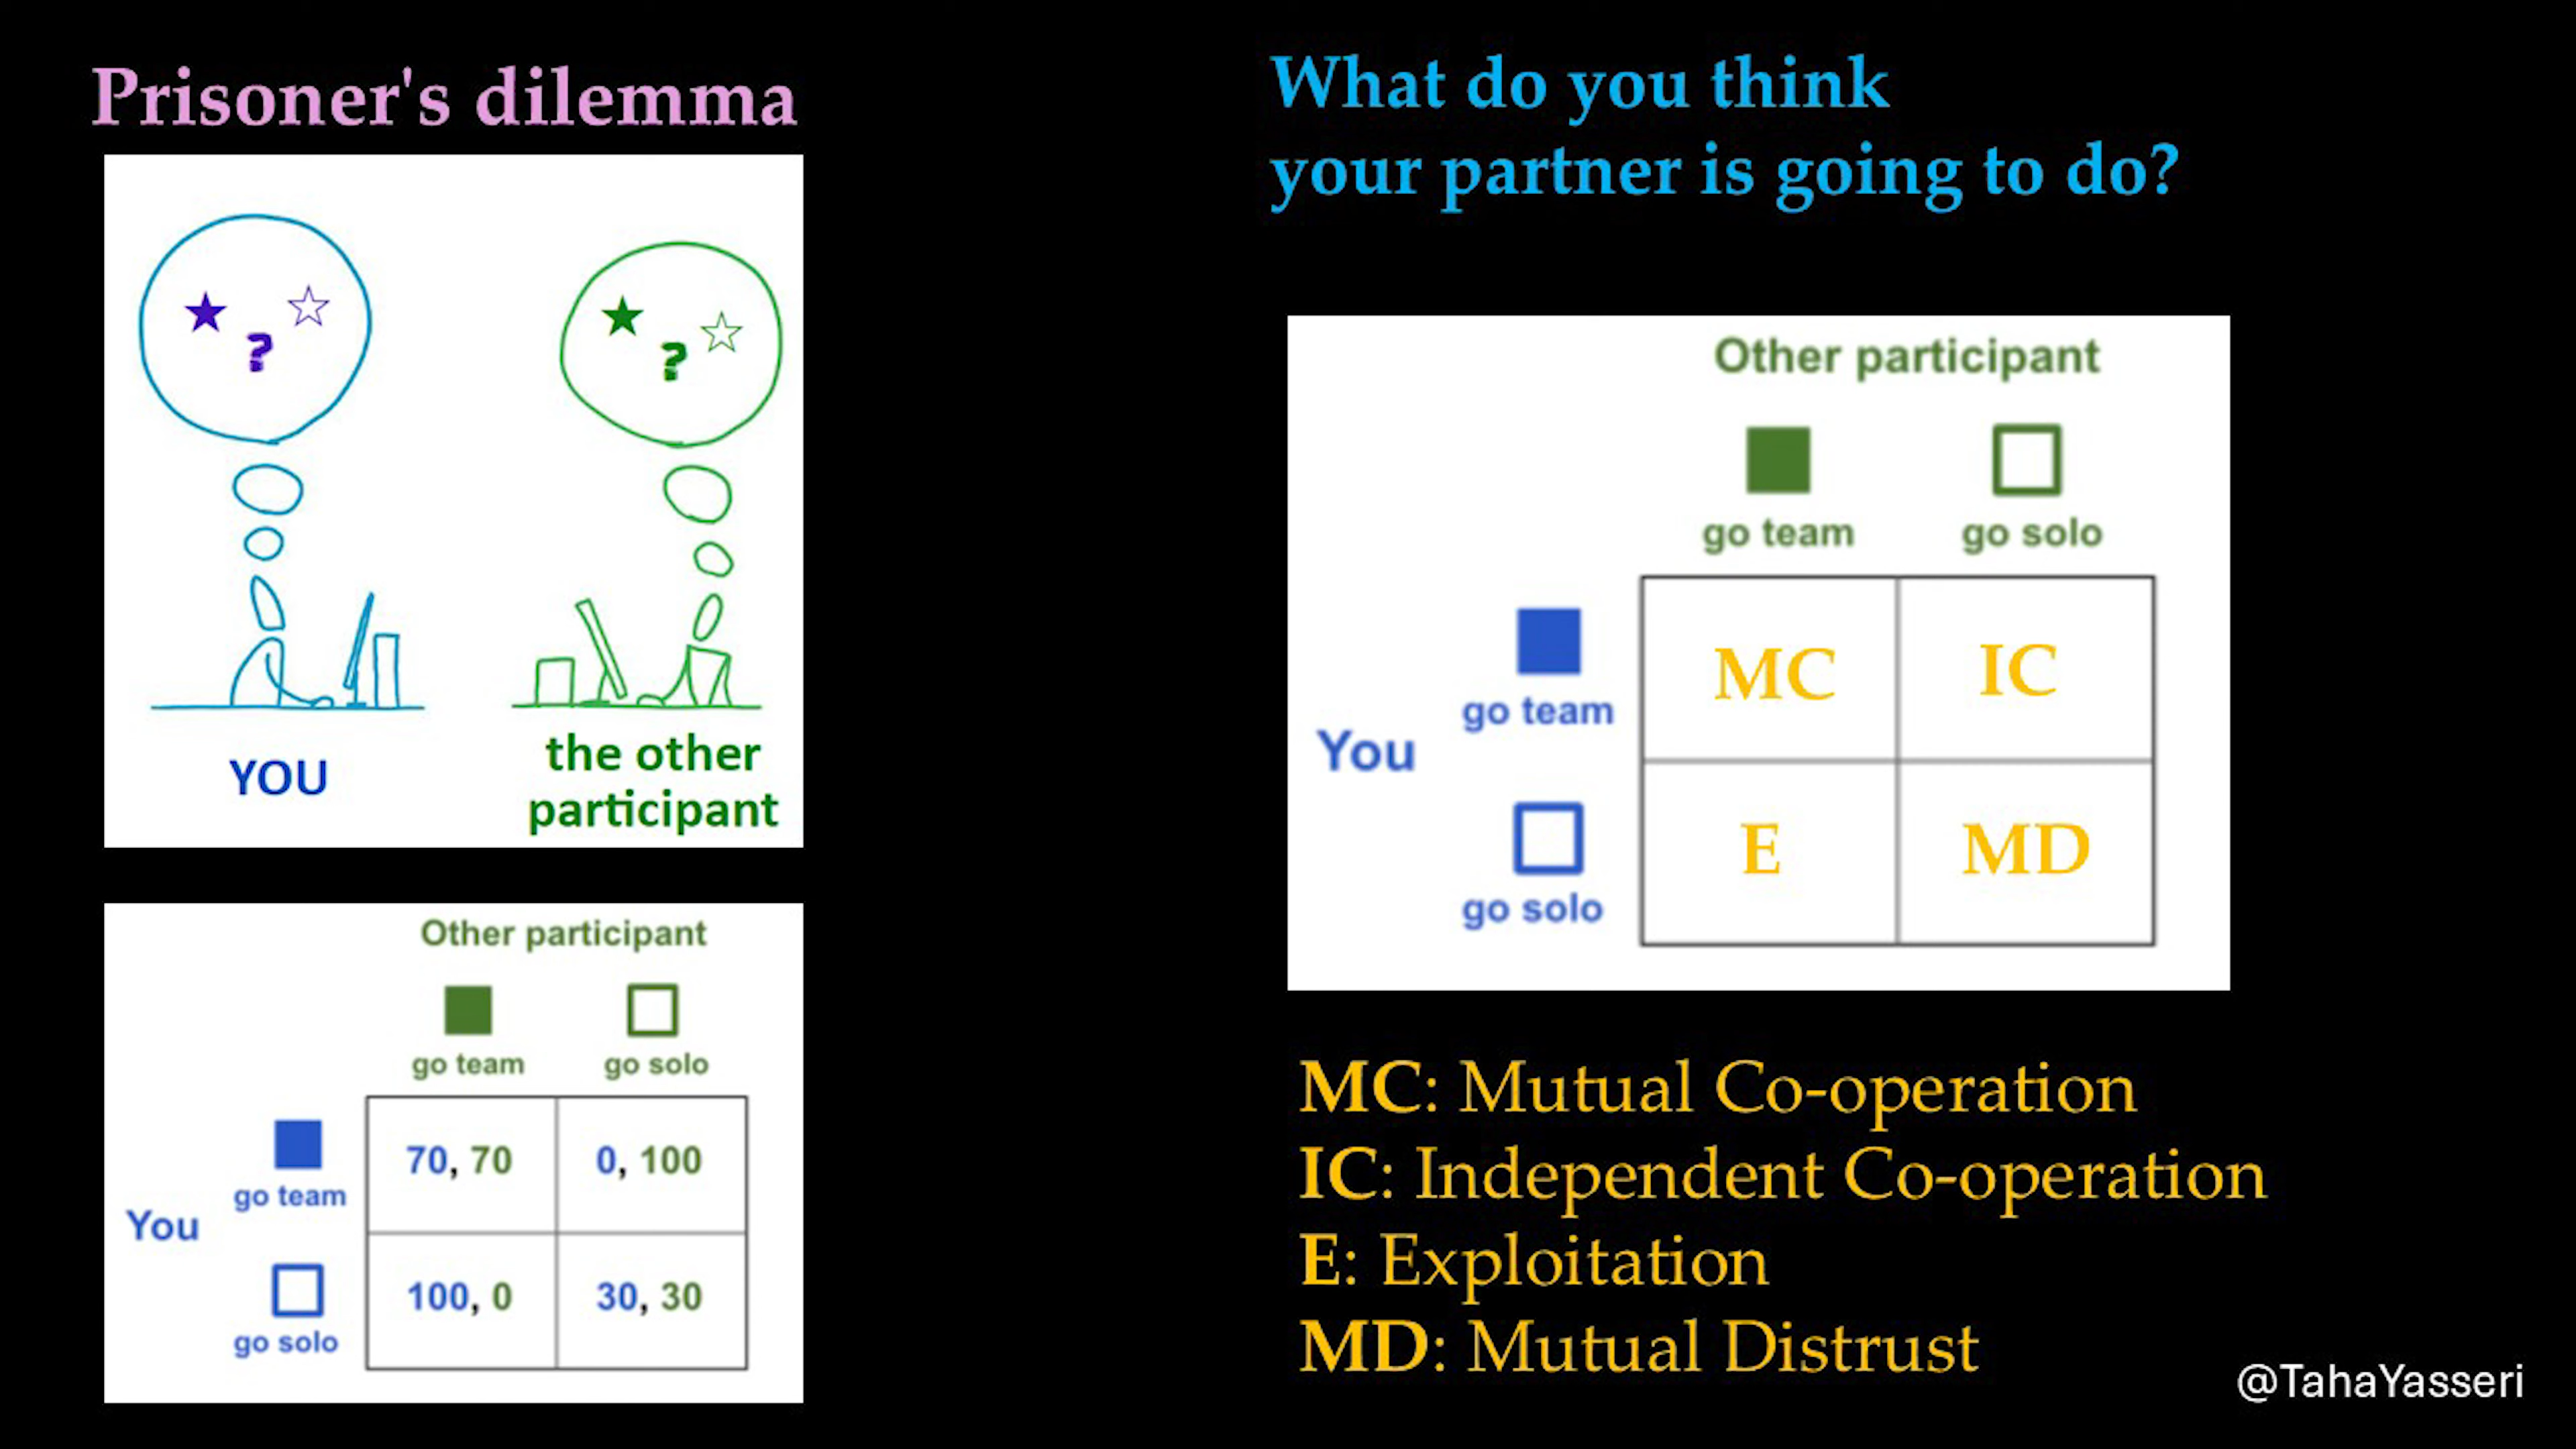 Prisoner's dilemma
?
?
YOU
the other
participant
Other participant
go team go solo
go team
You
go solo
70, 70 0, 100
100, 0 30, 30
What do you think
your partner is going to do?
Other participant
go team go solo
go team
You
go solo
MC IC
E MD
MC: Mutual Co-operation
IC: Independent Co-operation
E: Exploitation
MD: Mutual Distrust
@TahaYasseri